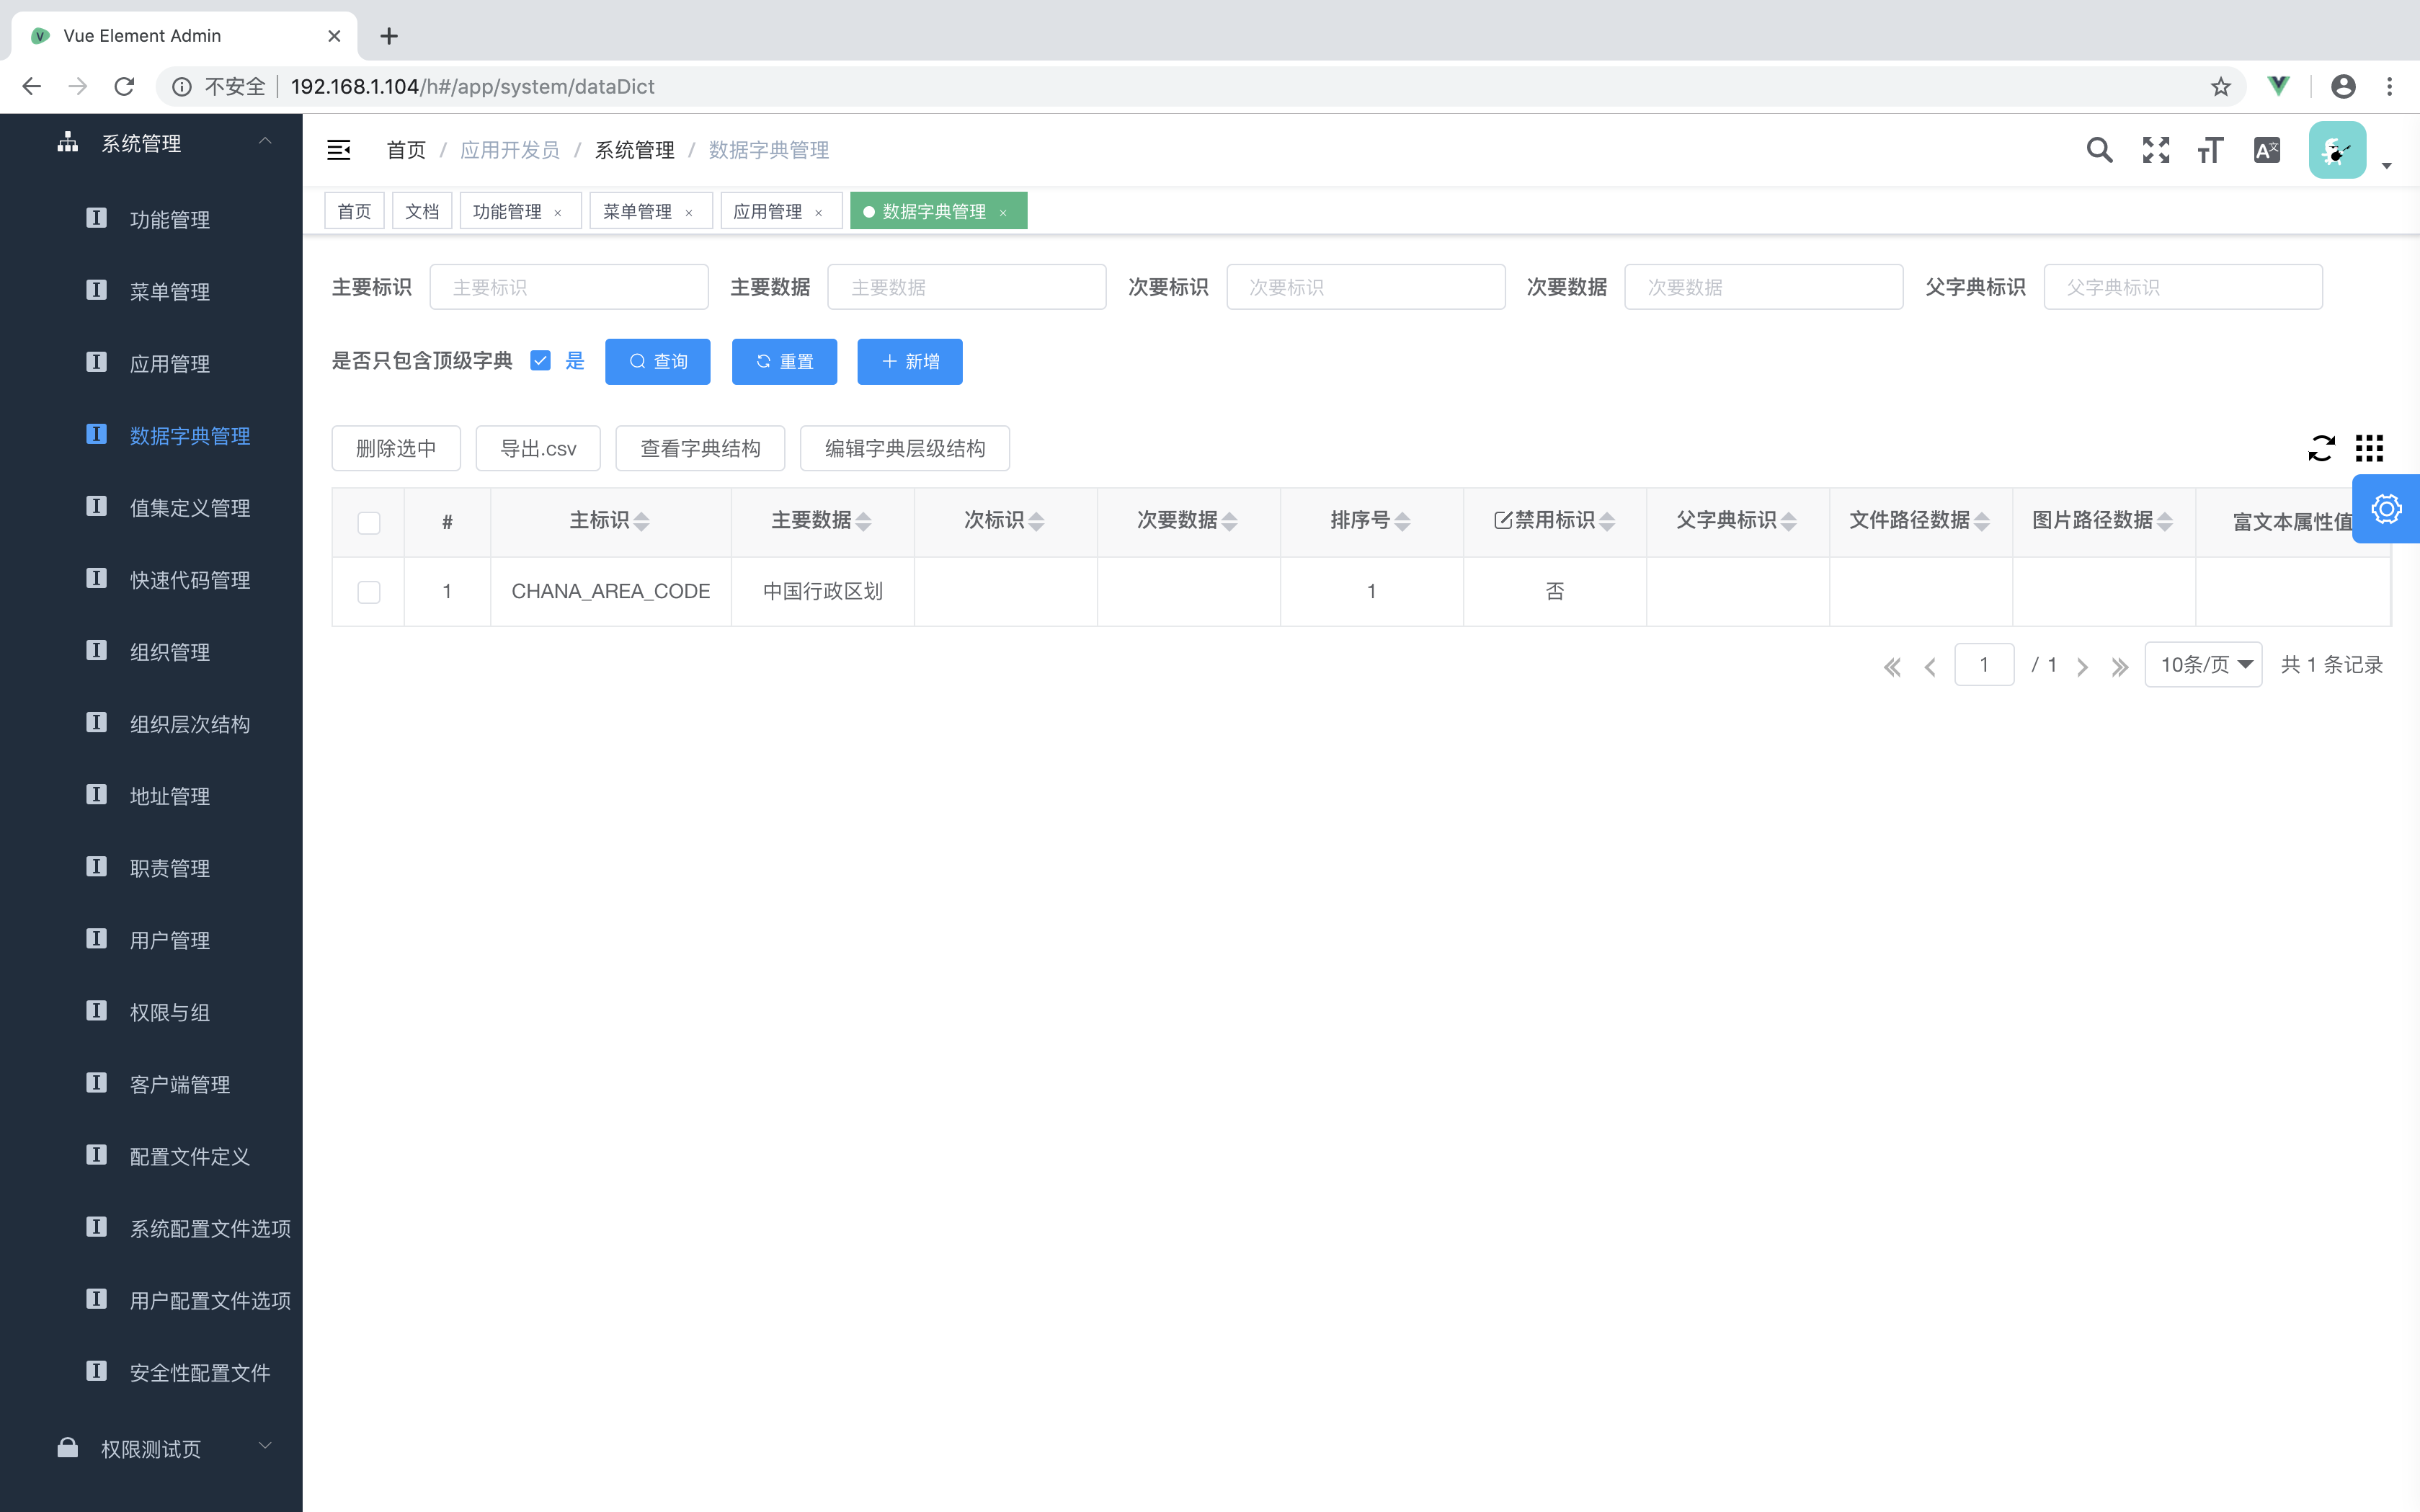 Vue Element Admin
不安全 192.168.1.104/h#/app/system/dataDict
系统管理
功能管理
菜单管理
应用管理
数据字典管理
值集定义管理
快速代码管理
组织管理
组织层次结构
地址管理
职责管理
用户管理
权限与组
客户端管理
配置文件定义
系统配置文件选项
用户配置文件选项
安全性配置文件
权限测试页
首页 / 应用开发员 / 系统管理 / 数据字典管理
首页 文档 功能管理 × 菜单管理 × 应用管理 × 数据字典管理 ×
主要标识 主要标识 主要数据 主要数据 次要标识 次要标识 次要数据 次要数据 父字典标识 父字典标识
是否只包含顶级字典 是 查询 重置 新增
删除选中 导出.csv 查看字典结构 编辑字典层级结构
# 主标识 主要数据 次标识 次要数据 排序号 禁用标识 父字典标识 文件路径数据 图片路径数据 富文本属性值
1 CHANA_AREA_CODE 中国行政区划 1 否
1 / 1 10条/页 共 1 条记录